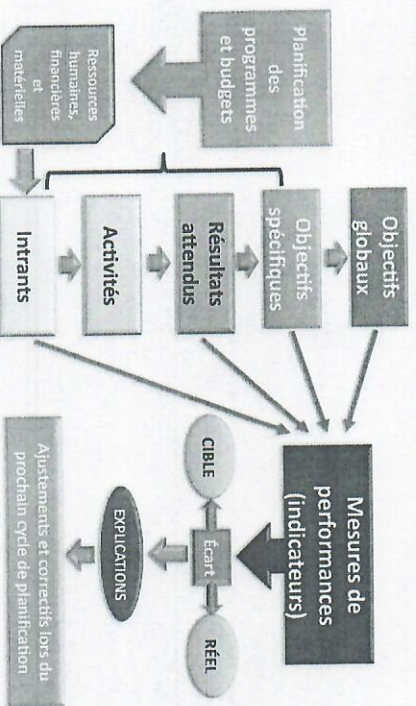 Planification
des
programmes
et budgets
Ressources
humaines,
financières
et
matérielles
Objectifs
globaux
Objectifs
spécifiques
Résultats
attendus
Activités
Intrants
Mesures de
performances
(indicateurs)
CIBLE
Écart
RÉEL
EXPLICATIONS
Ajustements et correctifs lors du
prochain cycle de planification